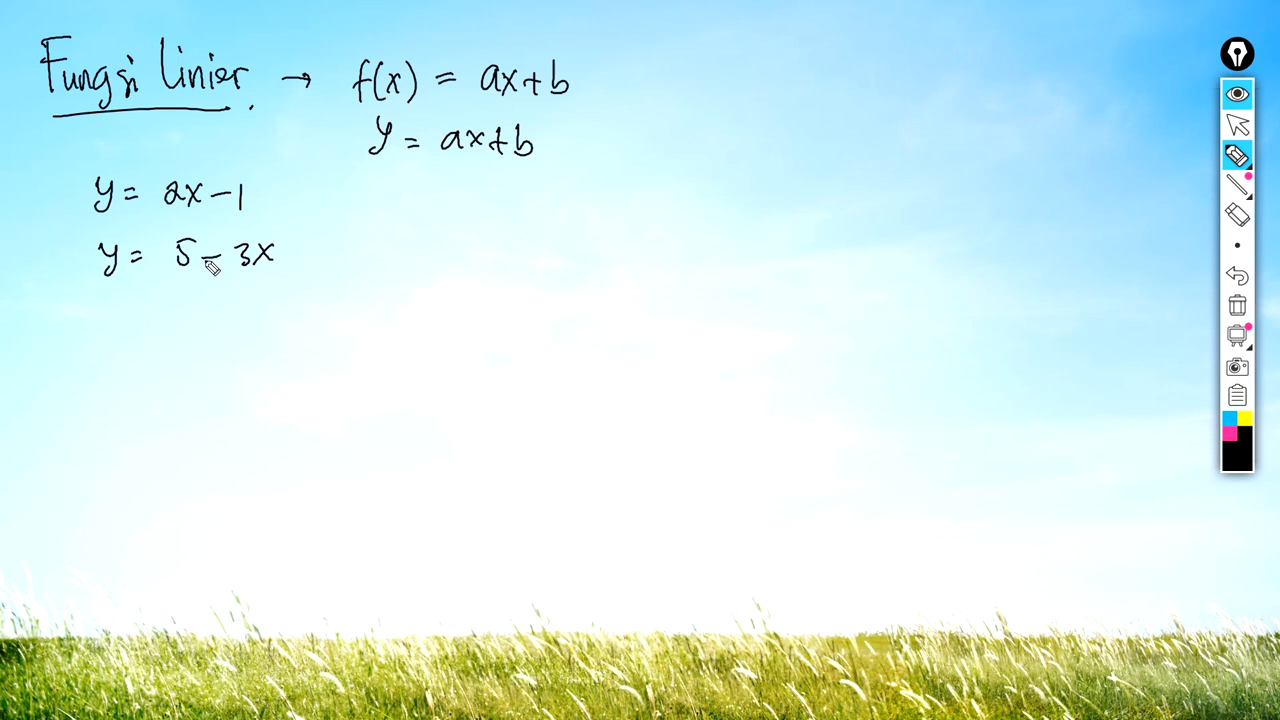 Fungsi linier. → f(x) = ax+b
y = ax+b
y = 2x-1
y = 5-3x